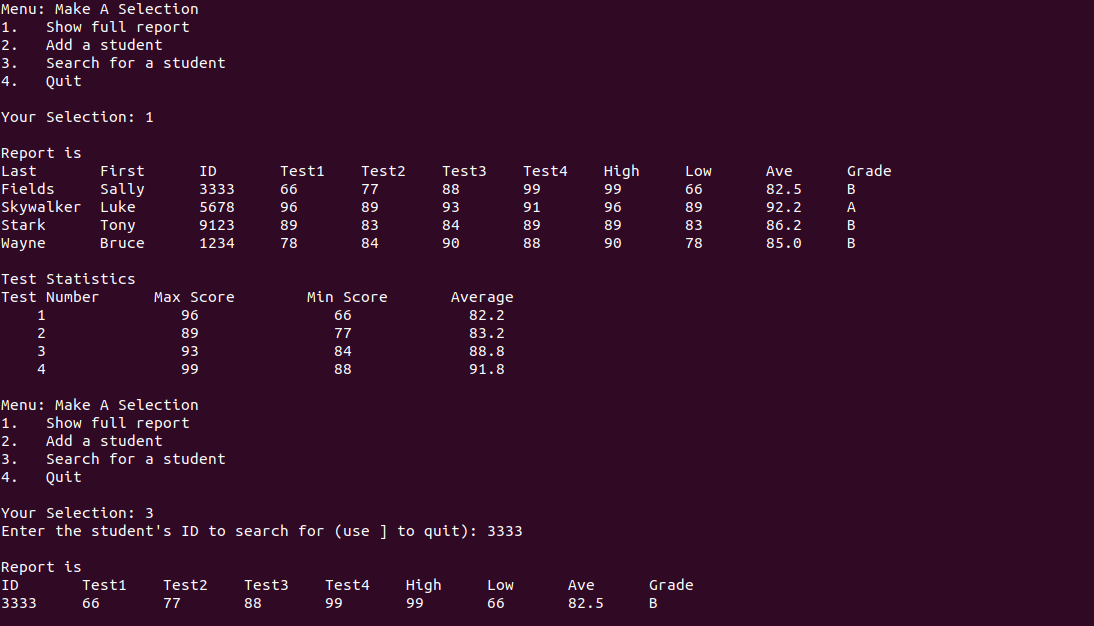 Menu: Make A Selection
1.   Show full report
2.   Add a student
3.   Search for a student
4.   Quit
Your Selection: 1
Report is
Last       First      ID       Test1    Test2    Test3    Test4    High     Low      Ave      Grade
Fields     Sally      3333     66       77       88       99       99       66       82.5     B
Skywalker  Luke       5678     96       89       93       91       96       89       92.2     A
Stark      Tony       9123     89       83       84       89       89       83       86.2     B
Wayne      Bruce      1234     78       84       90       88       90       78       85.0     B
Test Statistics
Test Number      Max Score        Min Score       Average
    1               96               66             82.2
    2               89               77             83.2
    3               93               84             88.8
    4               99               88             91.8
Menu: Make A Selection
1.   Show full report
2.   Add a student
3.   Search for a student
4.   Quit
Your Selection: 3
Enter the student's ID to search for (use ] to quit): 3333
Report is
ID       Test1    Test2    Test3    Test4    High     Low      Ave      Grade
3333     66       77       88       99       99       66       82.5     B